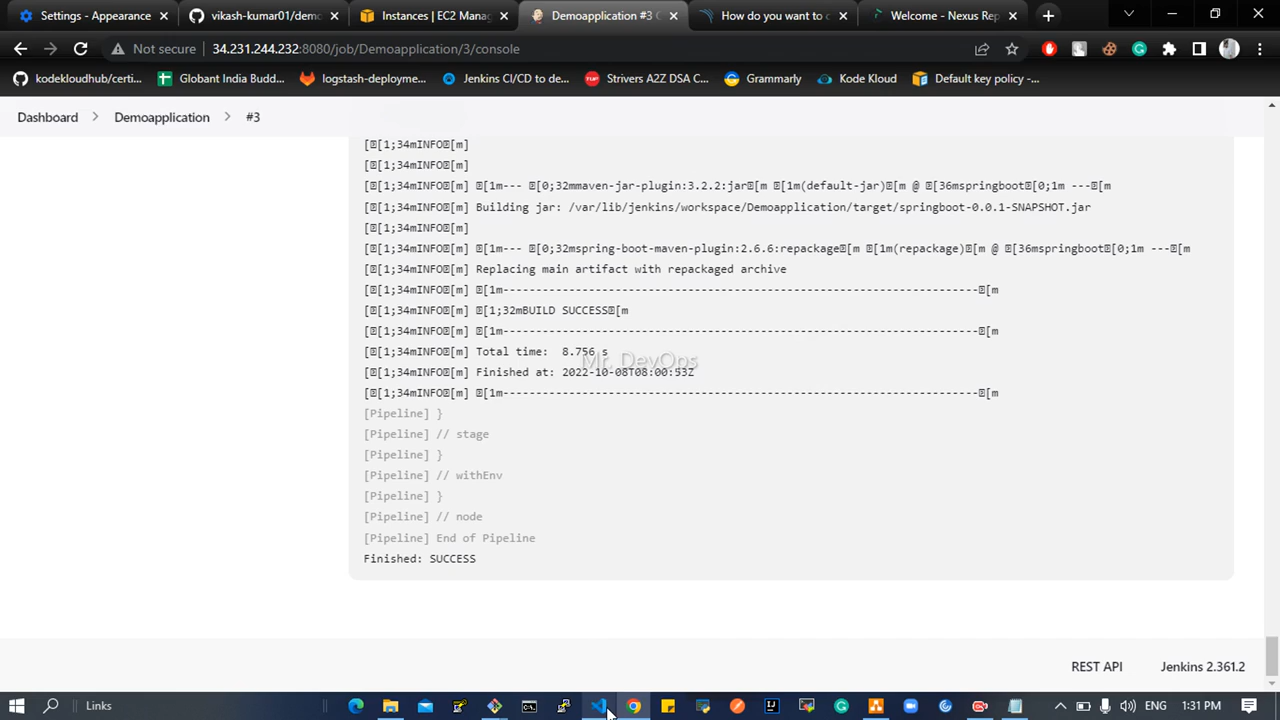 Settings - Appearance
vikash-kumar01/demo
Instances | EC2 Manag
Demoapplication #3 C
How do you want to c
Welcome - Nexus Rep
Not secure
34.231.244.232:8080/job/Demoapplication/3/console
kodekloudhub/certi...
Globant India Budd...
logstash-deployme...
Jenkins CI/CD to de...
Strivers A2Z DSA C...
Grammarly
Kode Kloud
Default key policy -...
Dashboard > Demoapplication > #3
[�[1;34mINFO�[m]
[�[1;34mINFO�[m]
[�[1;34mINFO�[m] �[1m--- �[0;32mmaven-jar-plugin:3.2.2:jar�[m �[1m(default-jar)�[m @ �[36mspringboot�[0;1m ---�[m
[�[1;34mINFO�[m] Building jar: /var/lib/jenkins/workspace/Demoapplication/target/springboot-0.0.1-SNAPSHOT.jar
[�[1;34mINFO�[m]
[�[1;34mINFO�[m] �[1m--- �[0;32mspring-boot-maven-plugin:2.6.6:repackage�[m �[1m(repackage)�[m @ �[36mspringboot�[0;1m ---�[m
[�[1;34mINFO�[m] Replacing main artifact with repackaged archive
[�[1;34mINFO�[m] �[1m------------------------------------------------------------------------�[m
[�[1;34mINFO�[m] �[1;32mBUILD SUCCESS�[m
[�[1;34mINFO�[m] �[1m------------------------------------------------------------------------�[m
[�[1;34mINFO�[m] Total time:  8.756 s
Mr. DevOps
[�[1;34mINFO�[m] Finished at: 2022-10-08T08:00:53Z
[�[1;34mINFO�[m] �[1m------------------------------------------------------------------------�[m
[Pipeline] }
[Pipeline] // stage
[Pipeline] }
[Pipeline] // withEnv
[Pipeline] }
[Pipeline] // node
[Pipeline] End of Pipeline
Finished: SUCCESS
REST API
Jenkins 2.361.2
Links
ENG
1:31 PM